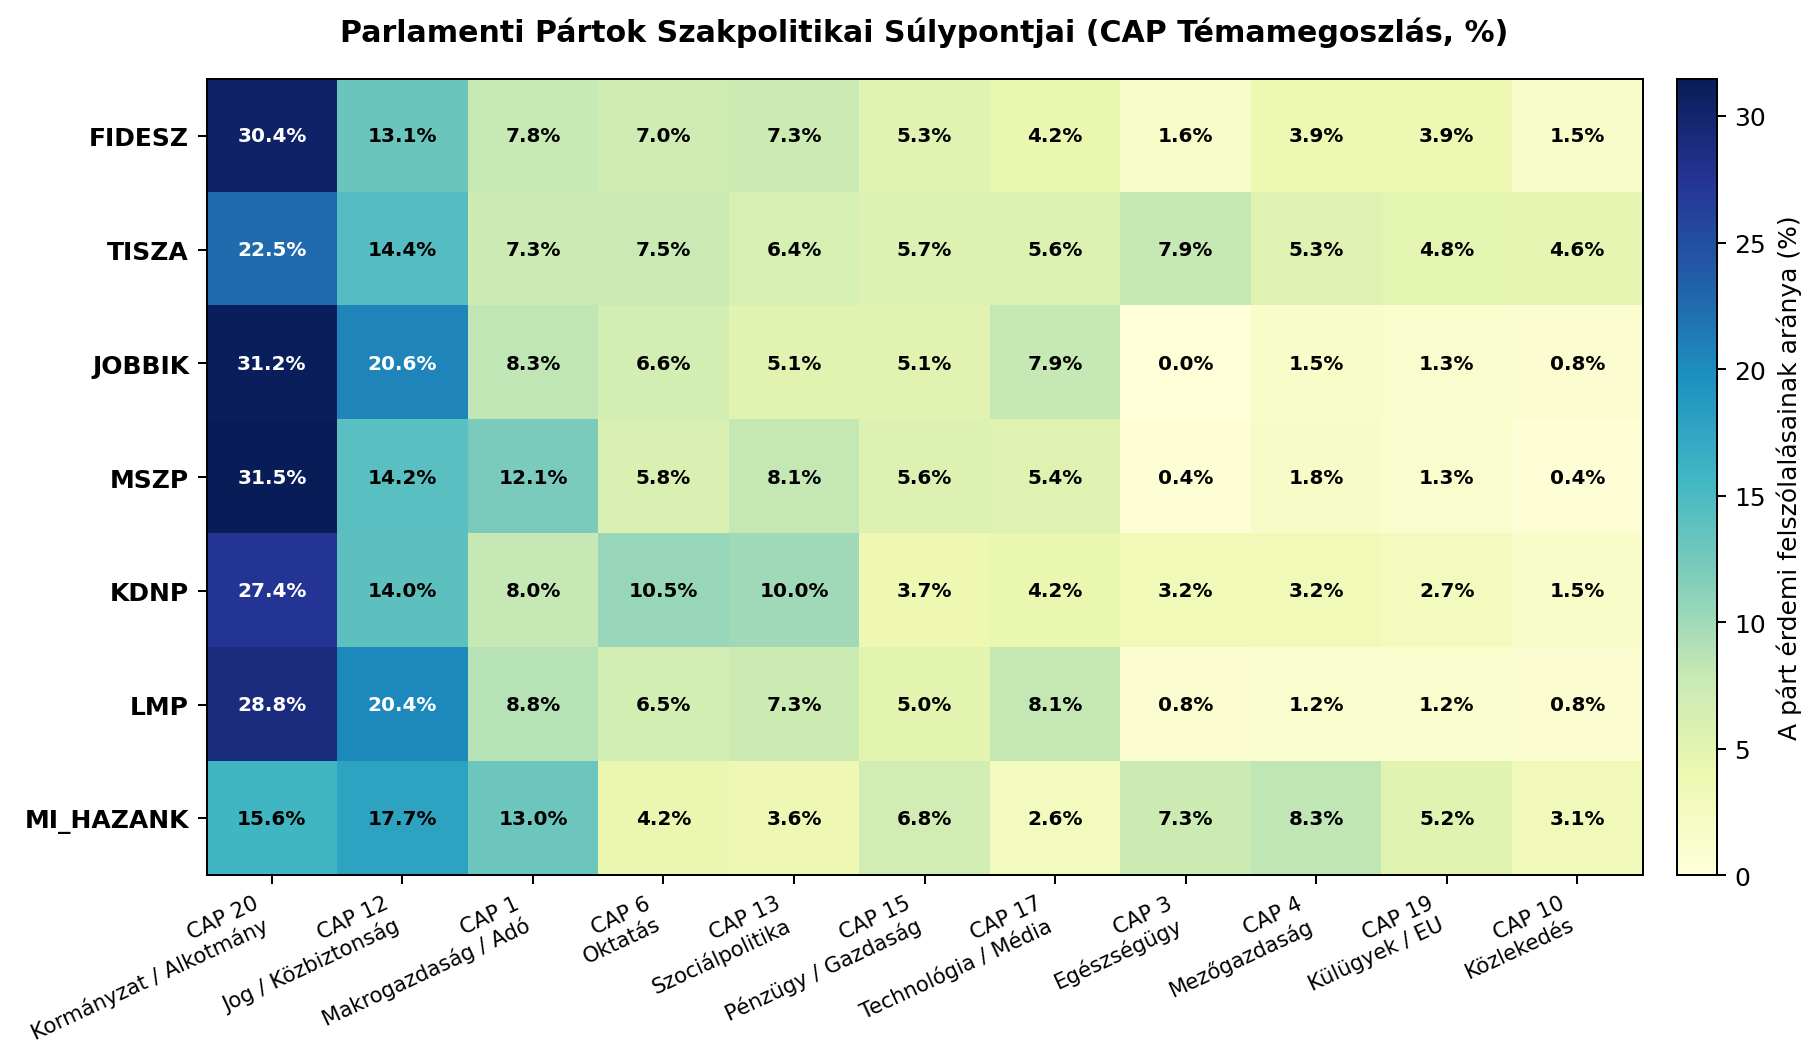 Parlamenti Pártok Szakpolitikai Súlypontjai (CAP Témamegoszlás, %)
FIDESZ 30.4% 13.1% 7.8% 7.0% 7.3% 5.3% 4.2% 1.6% 3.9% 3.9% 1.5%
TISZA 22.5% 14.4% 7.3% 7.5% 6.4% 5.7% 5.6% 7.9% 5.3% 4.8% 4.6%
JOBBIK 31.2% 20.6% 8.3% 6.6% 5.1% 5.1% 7.9% 0.0% 1.5% 1.3% 0.8%
MSZP 31.5% 14.2% 12.1% 5.8% 8.1% 5.6% 5.4% 0.4% 1.8% 1.3% 0.4%
KDNP 27.4% 14.0% 8.0% 10.5% 10.0% 3.7% 4.2% 3.2% 3.2% 2.7% 1.5%
LMP 28.8% 20.4% 8.8% 6.5% 7.3% 5.0% 8.1% 0.8% 1.2% 1.2% 0.8%
MI_HAZANK 15.6% 17.7% 13.0% 4.2% 3.6% 6.8% 2.6% 7.3% 8.3% 5.2% 3.1%
CAP 20
Kormányzat / Alkotmány
CAP 12
Jog / Közbiztonság
CAP 1
Makrogazdaság / Adó
CAP 6
Oktatás
CAP 13
Szociálpolitika
CAP 15
Pénzügy / Gazdaság
CAP 17
Technológia / Média
CAP 3
Egészségügy
CAP 4
Mezőgazdaság
CAP 19
Külügyek / EU
CAP 10
Közlekedés
30
25
20
15
10
5
0
A párt érdemi felszólalásainak aránya (%)